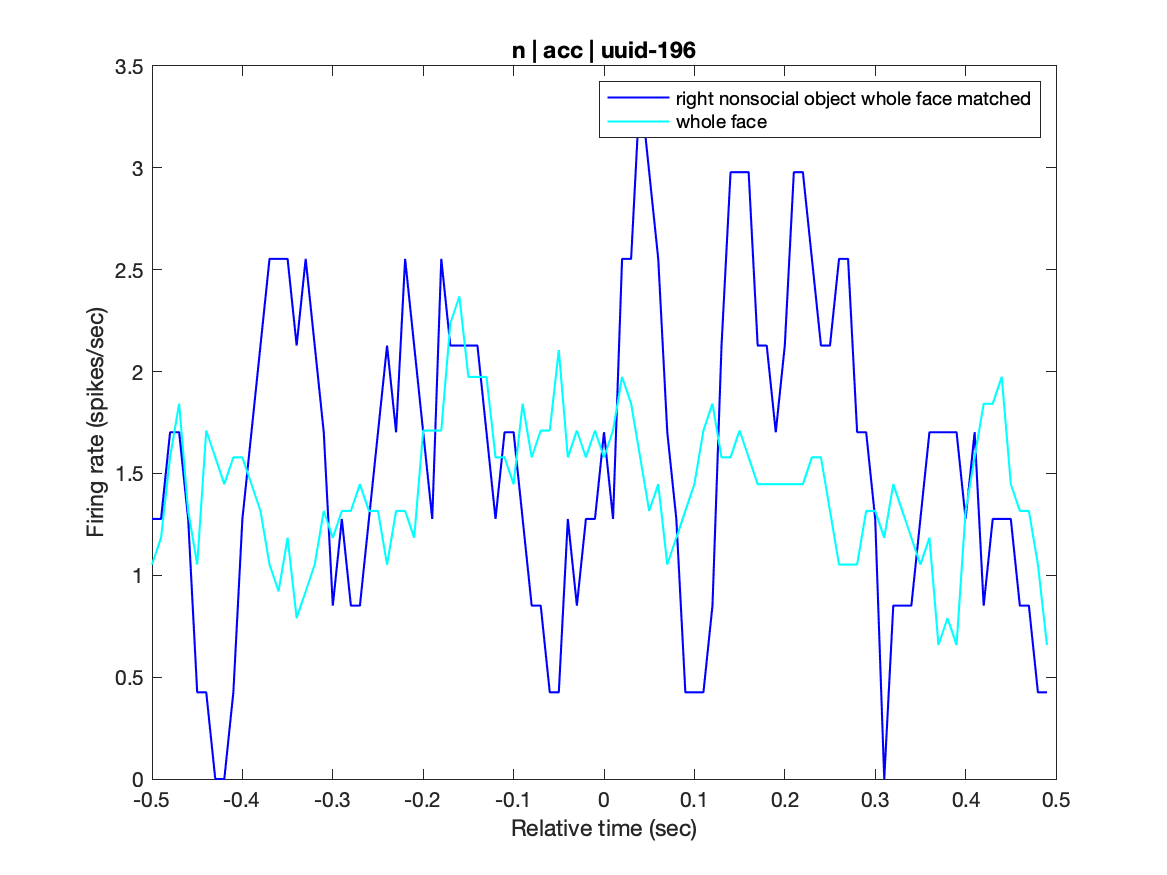 n | acc | uuid-196
3.5
3
2.5
2
1.5
1
0.5
0
Firing rate (spikes/sec)
right nonsocial object whole face matched
whole face
-0.5 -0.4 -0.3 -0.2 -0.1 0 0.1 0.2 0.3 0.4 0.5
Relative time (sec)